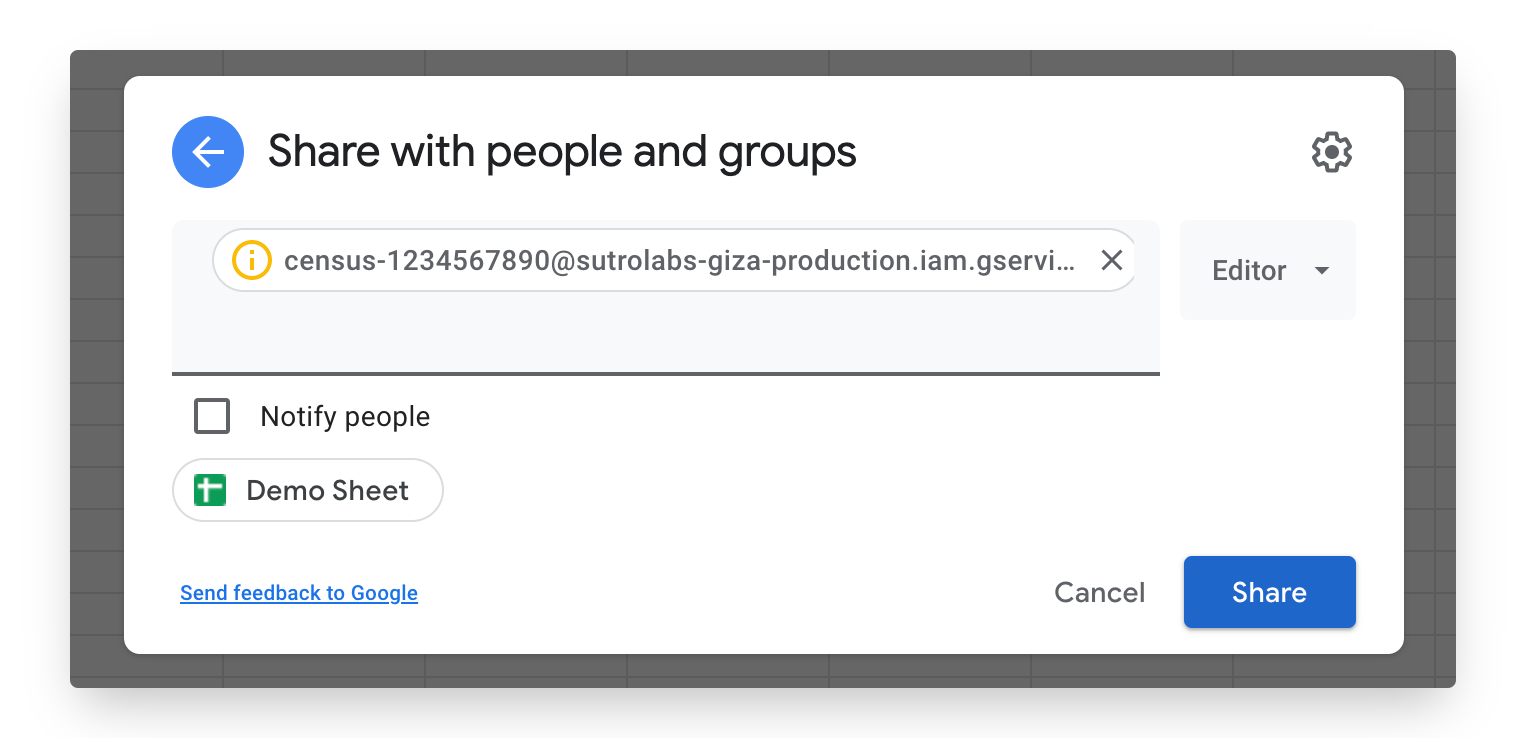 Share with people and groups
census-1234567890@sutrolabs-giza-production.iam.gservi...
Editor
Notify people
Demo Sheet
Send feedback to Google
Cancel
Share